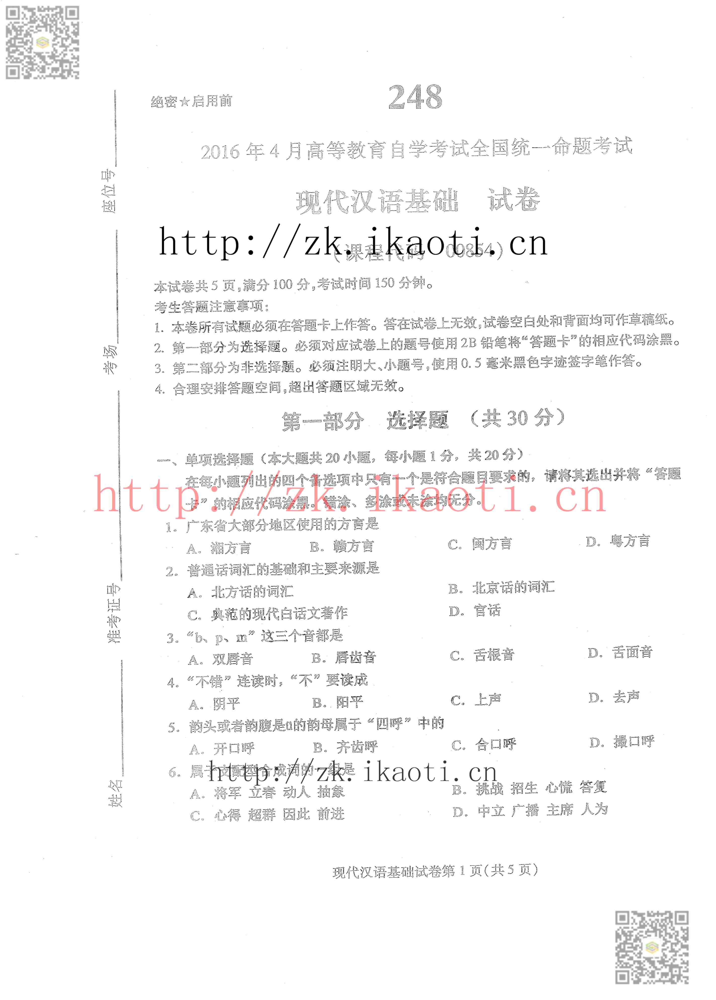 绝密★启用前
248
2016 年 4 月高等教育自学考试全国统一命题考试
现代汉语基础 试卷
http://zk.ikaoti.cn
(课程代码 00854)
本试卷共 5 页,满分 100 分,考试时间 150 分钟。
考生答题注意事项:
1. 本卷所有试题必须在答题卡上作答。答在试卷上无效,试卷空白处和背面均可作草稿纸。
2. 第一部分为选择题。必须对应试卷上的题号使用 2B 铅笔将“答题卡”的相应代码涂黑。
3. 第二部分为非选择题。必须注明大、小题号,使用 0.5 毫米黑色字迹签字笔作答。
4. 合理安排答题空间,超出答题区域无效。
第一部分 选择题 (共 30 分)
一、单项选择题(本大题共 20 小题,每小题 1 分,共 20 分)
在每小题列出的四个备选项中只有一个是符合题目要求的,请将其选出并将“答题
卡”的相应代码涂黑。错涂、多涂或未涂均无分。
http://zk.ikaoti.cn
1. 广东省大部分地区使用的方言是
A. 湘方言 B. 赣方言 C. 闽方言 D. 粤方言
2. 普通话词汇的基础和主要来源是
A. 北方话的词汇 B. 北京话的词汇
C. 典范的现代白话文著作 D. 官话
3. “b、p、m”这三个音都是
A. 双唇音 B. 唇齿音 C. 舌根音 D. 舌面音
4. “不错”连读时,“不”要读成
A. 阴平 B. 阳平 C. 上声 D. 去声
5. 韵头或者韵腹是u的韵母属于“四呼”中的
A. 开口呼 B. 齐齿呼 C. 合口呼 D. 撮口呼
6. 属于支配型合成词的一组是
http://zk.ikaoti.cn
A. 将军 立春 动人 抽象 B. 挑战 招生 心慌 答复
C. 心得 超群 因此 前进 D. 中立 广播 主席 人为
现代汉语基础试卷第 1 页(共 5 页)
座位号
考场
准考证号
姓名